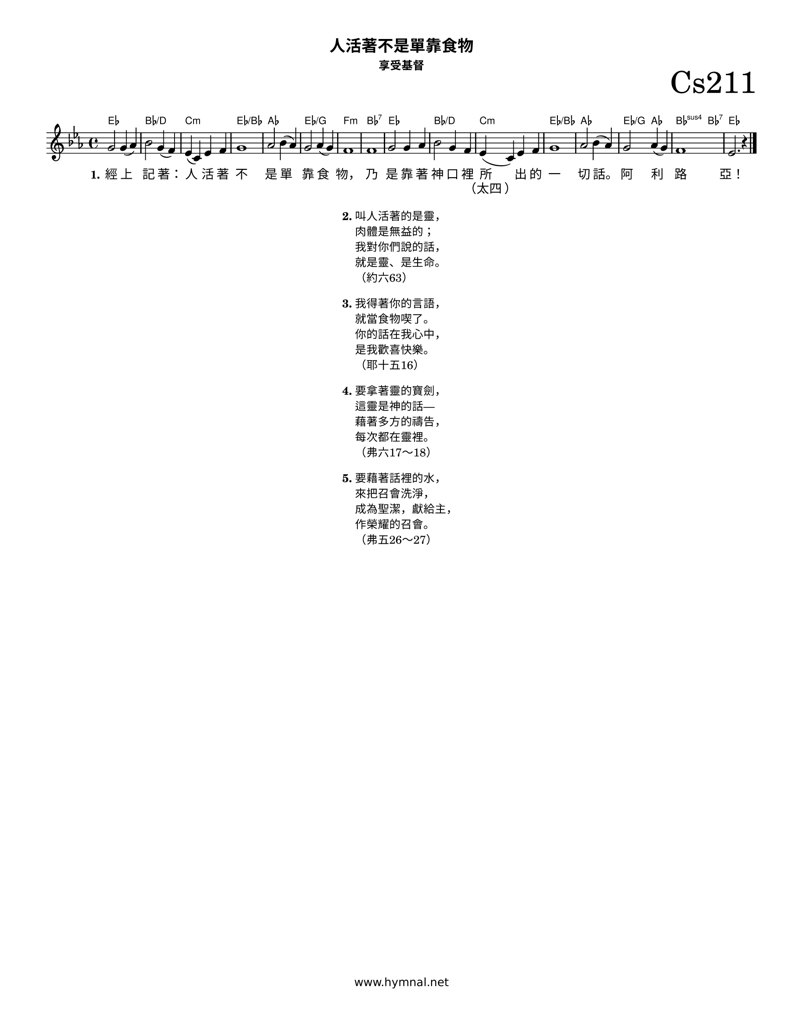 人活著不是單靠食物
享受基督
Cs211
E♭ B♭/D Cm E♭/B♭ A♭ E♭/G Fm B♭7 E♭ B♭/D Cm E♭/B♭ A♭ E♭/G A♭ B♭sus4 B♭7 E♭
1. 經上 記著：人活著 不 是單 靠食 物，乃 是靠著神口裡 所 出的 一 切話。阿 利 路 亞！
（太四）
2. 叫人活著的是靈，
肉體是無益的；
我對你們說的話，
就是靈、是生命。
（約六63）
3. 我得著你的言語，
就當食物喫了。
你的話在我心中，
是我歡喜快樂。
（耶十五16）
4. 要拿著靈的寶劍，
這靈是神的話—
藉著多方的禱告，
每次都在靈裡。
（弗六17～18）
5. 要藉著話裡的水，
來把召會洗淨，
成為聖潔，獻給主，
作榮耀的召會。
（弗五26～27）
www.hymnal.net